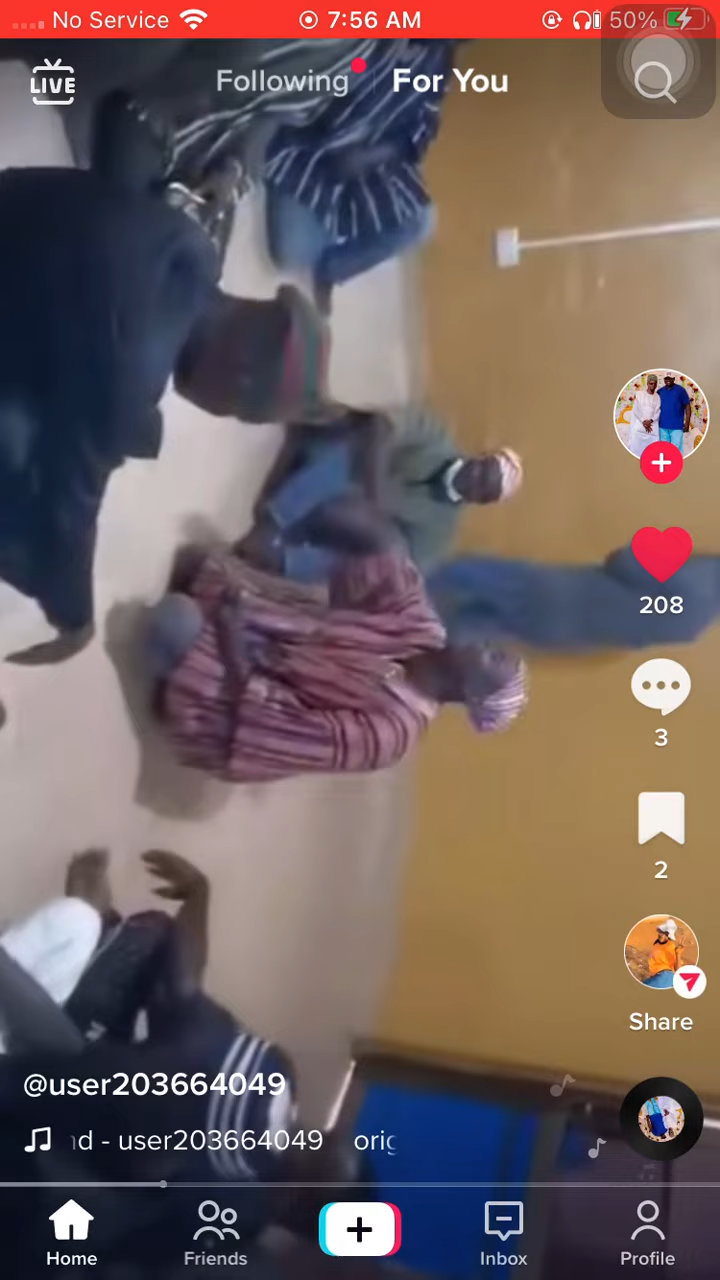 No Service 7:56 AM 50%
LIVE Following For You
208
3
2
Share
@user203664049
d - user203664049 orig
Home Friends Inbox Profile